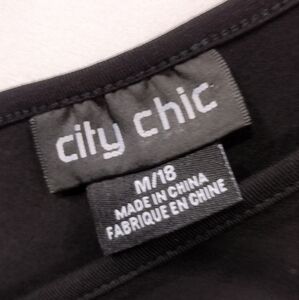 city chic
M/18
MADE IN CHINA
FABRIQUE EN CHINE